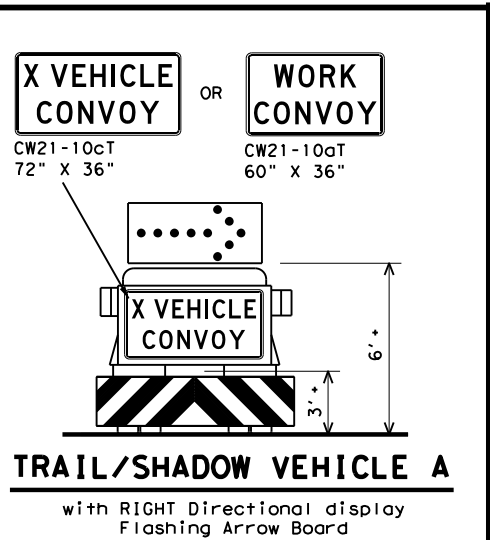 X VEHICLE
CONVOY
CW21-10cT
72" X 36"
OR
WORK
CONVOY
CW21-10aT
60" X 36"
X VEHICLE
CONVOY
6'+
3'+
TRAIL/SHADOW VEHICLE A
with RIGHT Directional display
Flashing Arrow Board